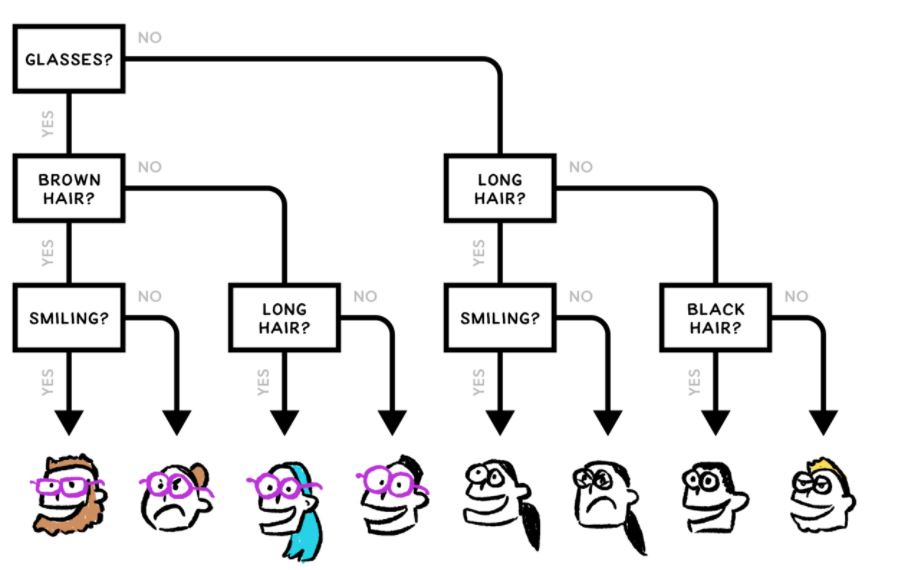 NO
GLASSES?
YES
NO
NO
BROWN
HAIR?
LONG
HAIR?
YES
YES
NO
NO
NO
NO
SMILING?
LONG
HAIR?
SMILING?
BLACK
HAIR?
YES
YES
YES
YES